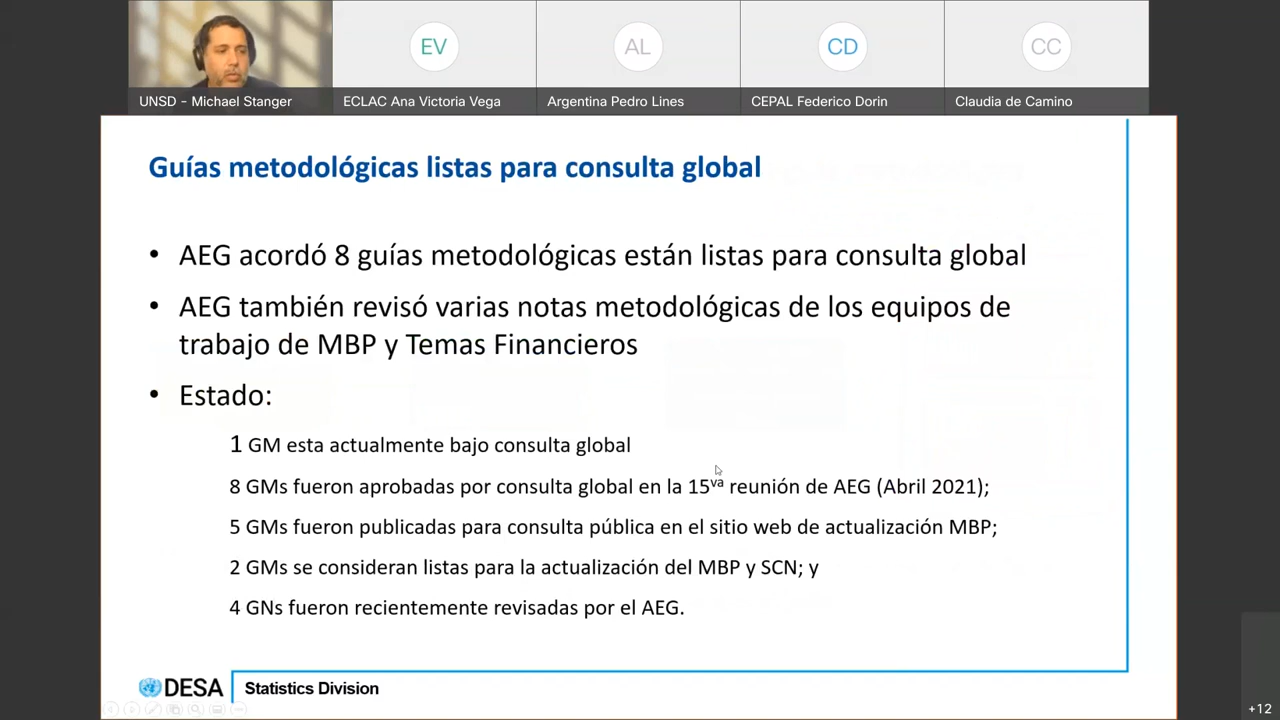 EV
AL
CD
CC
UNSD - Michael Stanger
ECLAC Ana Victoria Vega
Argentina Pedro Lines
CEPAL Federico Dorin
Claudia de Camino
Guías metodológicas listas para consulta global
• AEG acordó 8 guías metodológicas están listas para consulta global
• AEG también revisó varias notas metodológicas de los equipos de
trabajo de MBP y Temas Financieros
• Estado:
1 GM esta actualmente bajo consulta global
8 GMs fueron aprobadas por consulta global en la 15va reunión de AEG (Abril 2021);
5 GMs fueron publicadas para consulta pública en el sitio web de actualización MBP;
2 GMs se consideran listas para la actualización del MBP y SCN; y
4 GNs fueron recientemente revisadas por el AEG.
DESA
Statistics Division
+12